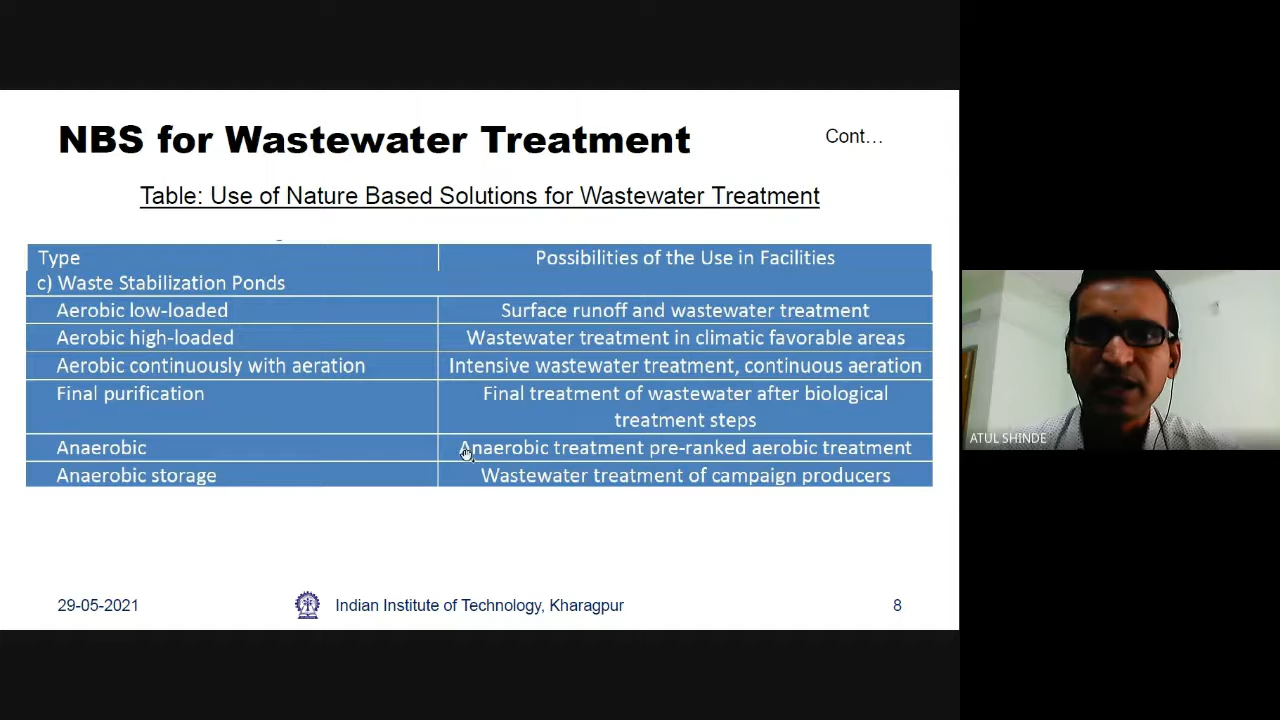 NBS for Wastewater Treatment
Cont...
Table: Use of Nature Based Solutions for Wastewater Treatment
Type Possibilities of the Use in Facilities
c) Waste Stabilization Ponds
Aerobic low-loaded Surface runoff and wastewater treatment
Aerobic high-loaded Wastewater treatment in climatic favorable areas
Aerobic continuously with aeration Intensive wastewater treatment, continuous aeration
Final purification Final treatment of wastewater after biological
treatment steps
Anaerobic Anaerobic treatment pre-ranked aerobic treatment
Anaerobic storage Wastewater treatment of campaign producers
29-05-2021 Indian Institute of Technology, Kharagpur 8
ATUL SHINDE